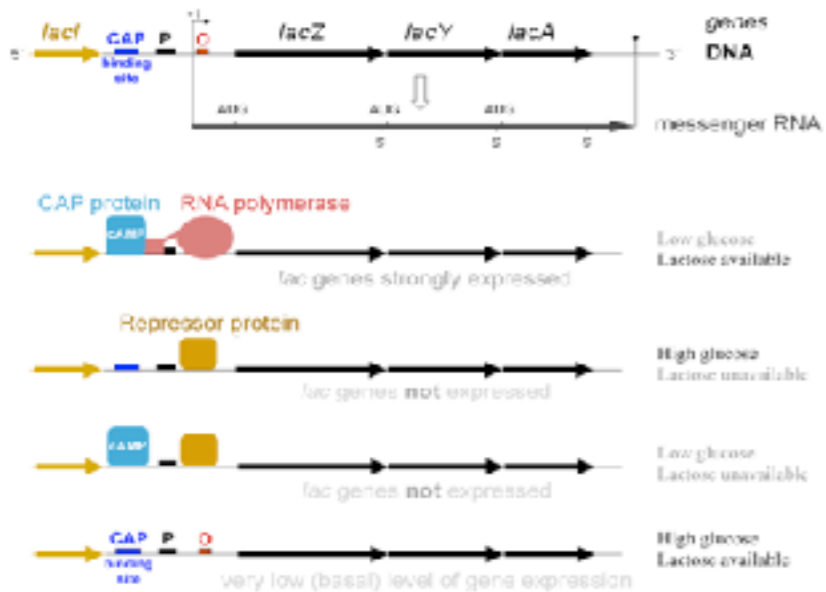 lacI CAP P O lacZ lacY lacA genes
+1
5' 3' DNA
binding
site
messenger RNA
CAP protein RNA polymerase
cAMP
Low glucose
Lactose available
lac genes strongly expressed
Repressor protein
High glucose
Lactose unavailable
lac genes not expressed
cAMP
Low glucose
Lactose unavailable
lac genes not expressed
CAP P O
binding
site
High glucose
Lactose available
very low (basal) level of gene expression